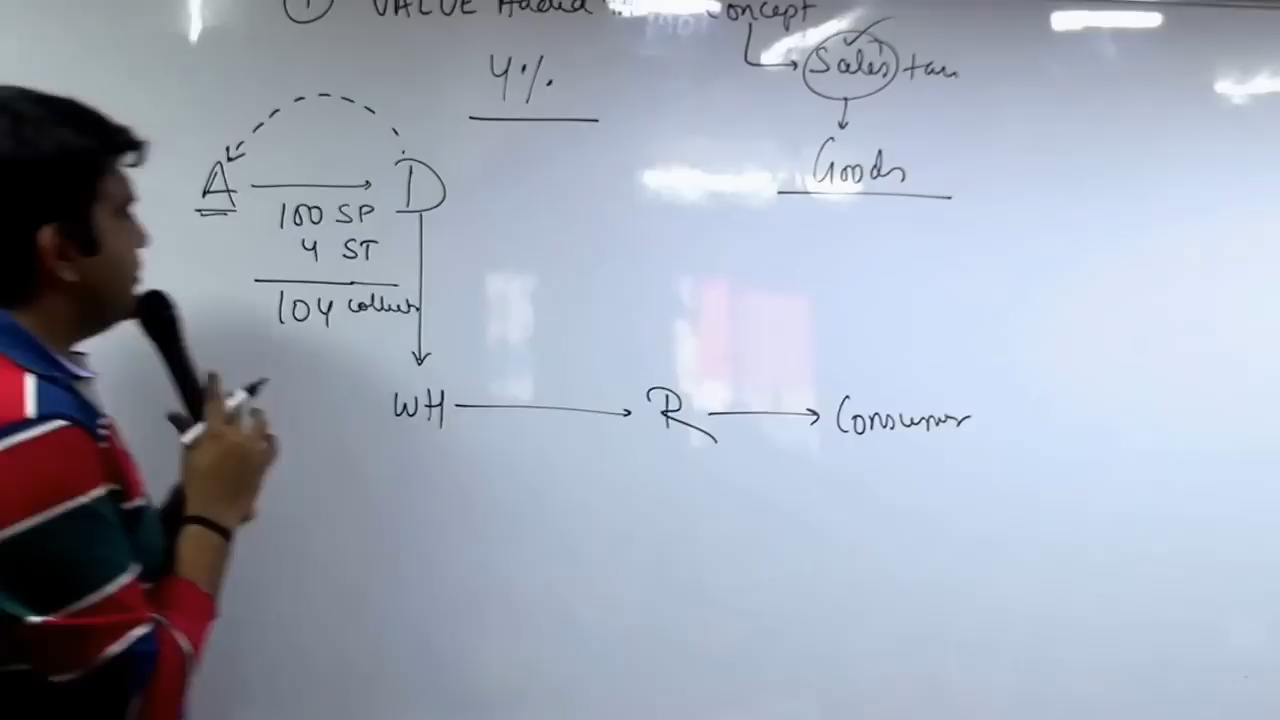 ① VALUE Added Concept
Sales tax
4%
Goods
A D
100 SP
4 ST
104 collect
WH R Consumer